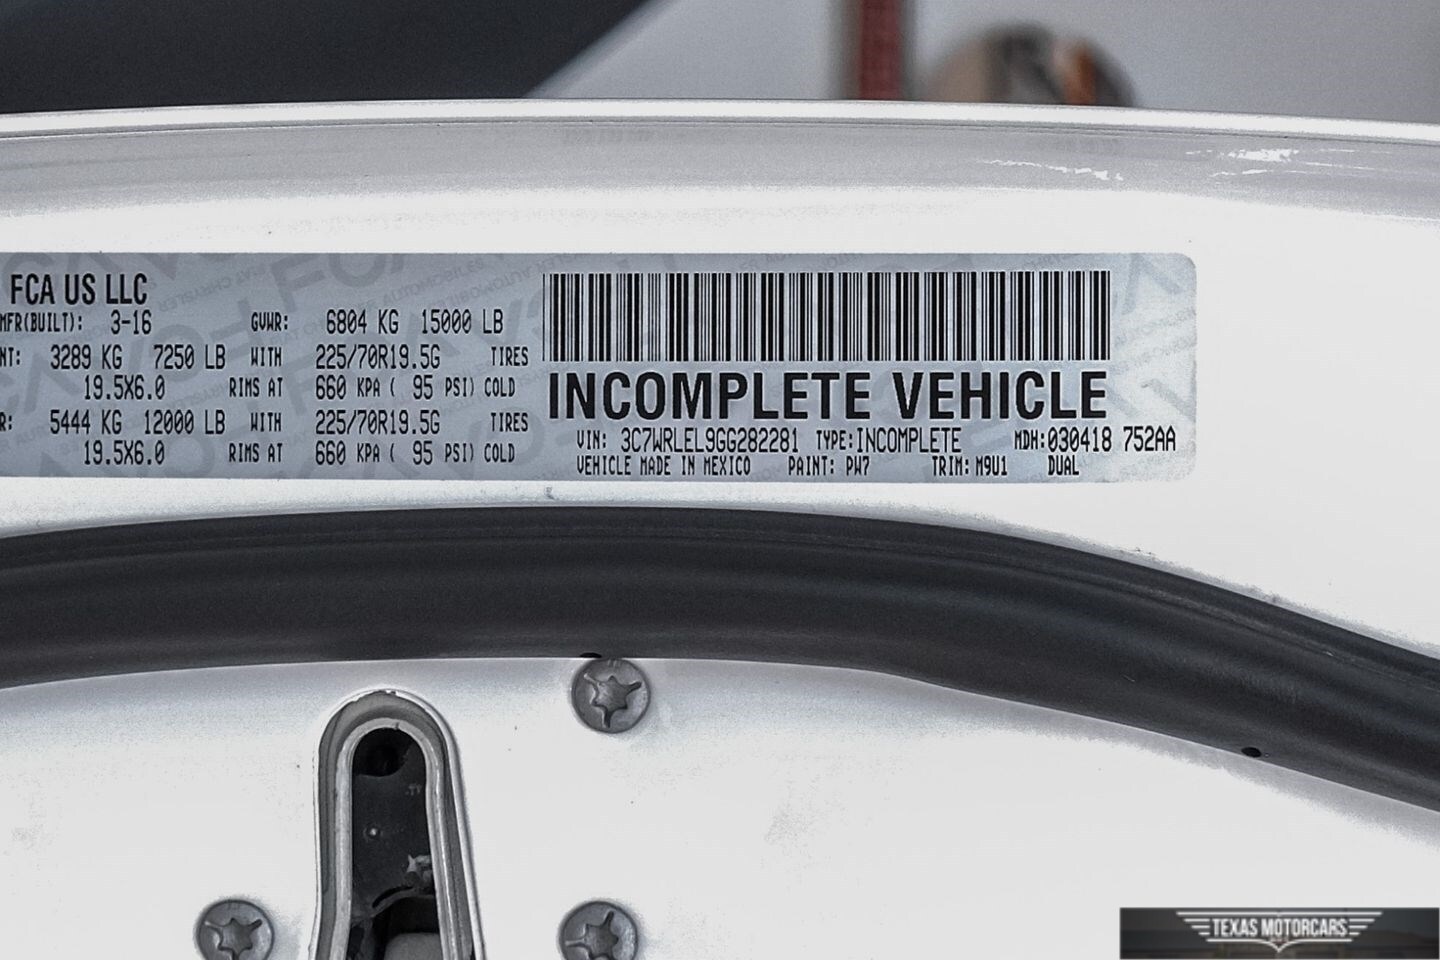 FCA US LLC
MFR(BUILT): 3-16 GVWR: 6804 KG 15000 LB
NT: 3289 KG 7250 LB WITH 225/70R19.5G TIRES
19.5X6.0 RIMS AT 660 KPA ( 95 PSI) COLD
R: 5444 KG 12000 LB WITH 225/70R19.5G TIRES
19.5X6.0 RIMS AT 660 KPA ( 95 PSI) COLD
INCOMPLETE VEHICLE
VIN: 3C7WRLEL9GG282281 TYPE:INCOMPLETE MDH:030418 752AA
VEHICLE MADE IN MEXICO PAINT: PW7 TRIM: M9U1 DUAL
TEXAS MOTORCARS